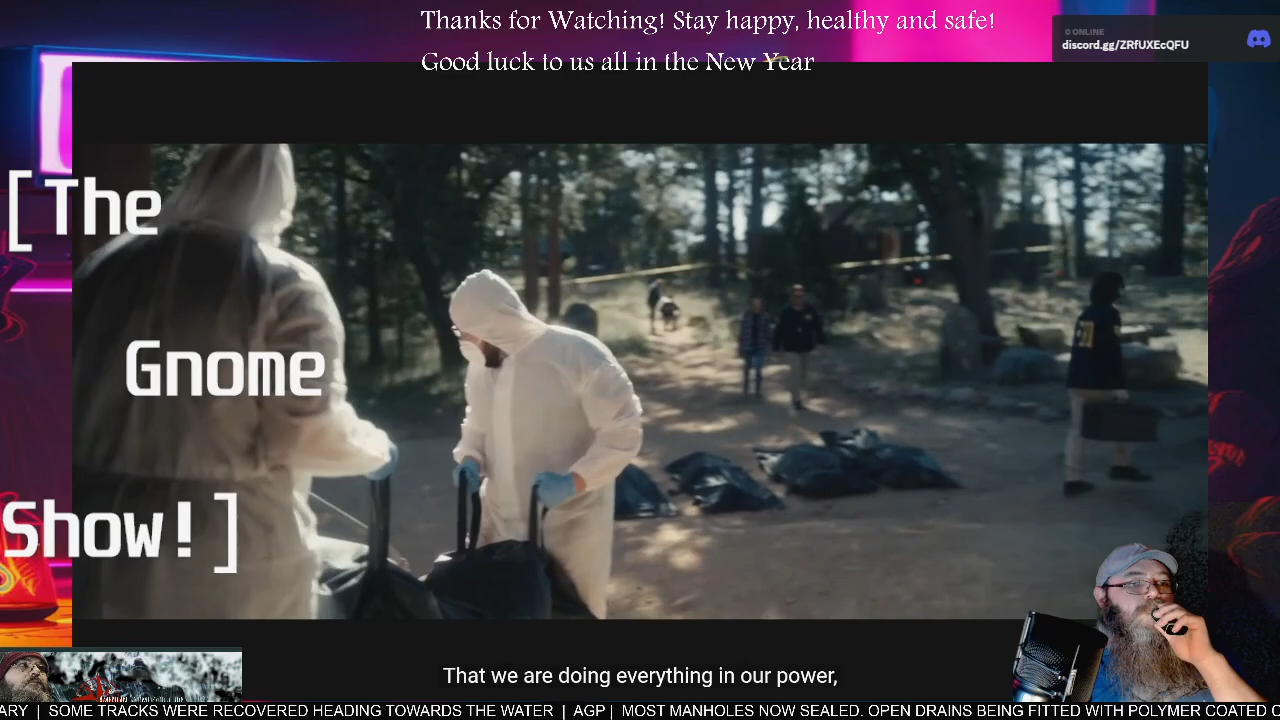 Thanks for Watching! Stay happy, healthy and safe!
Good luck to us all in the New Year
0 ONLINE
discord.gg/ZRfUXEcQFU
[The
Gnome
Show!]
That we are doing everything in our power,
ARY | SOME TRACKS WERE RECOVERED HEADING TOWARDS THE WATER | AGP | MOST MANHOLES NOW SEALED. OPEN DRAINS BEING FITTED WITH POLYMER COATED